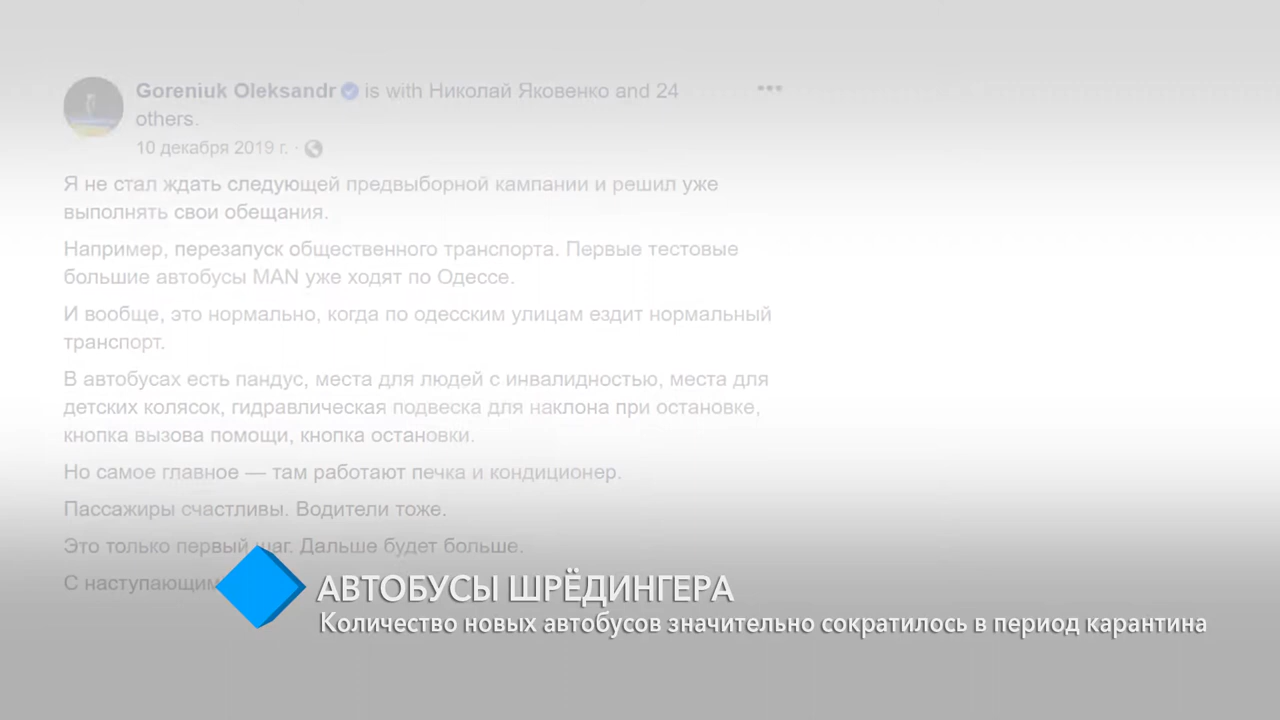 Goreniuk Oleksandr is with Николай Яковенко and 24
others.
10 декабря 2019 г. ·
Я не стал ждать следующей предвыборной кампании и решил уже
выполнять свои обещания.
Например, перезапуск общественного транспорта. Первые тестовые
большие автобусы MAN уже ходят по Одессе.
И вообще, это нормально, когда по одесским улицам ездит нормальный
транспорт.
В автобусах есть пандус, места для людей с инвалидностью, места для
детских колясок, гидравлическая подвеска для наклона при остановке,
кнопка вызова помощи, кнопка остановки.
Но самое главное — там работают печка и кондиционер.
Пассажиры счастливы. Водители тоже.
Это только первый шаг. Дальше будет больше.
С наступающим
АВТОБУСЫ ШРЁДИНГЕРА
Количество новых автобусов значительно сократилось в период карантина